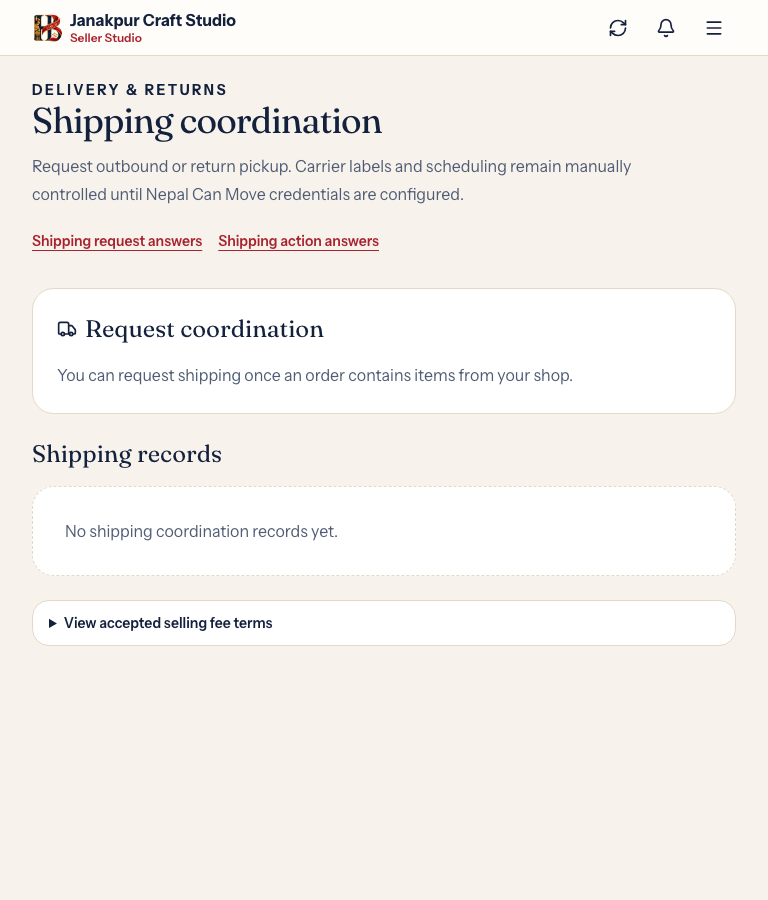 Janakpur Craft Studio
Seller Studio
DELIVERY & RETURNS
Shipping coordination
Request outbound or return pickup. Carrier labels and scheduling remain manually
controlled until Nepal Can Move credentials are configured.
Shipping request answers Shipping action answers
Request coordination
You can request shipping once an order contains items from your shop.
Shipping records
No shipping coordination records yet.
View accepted selling fee terms